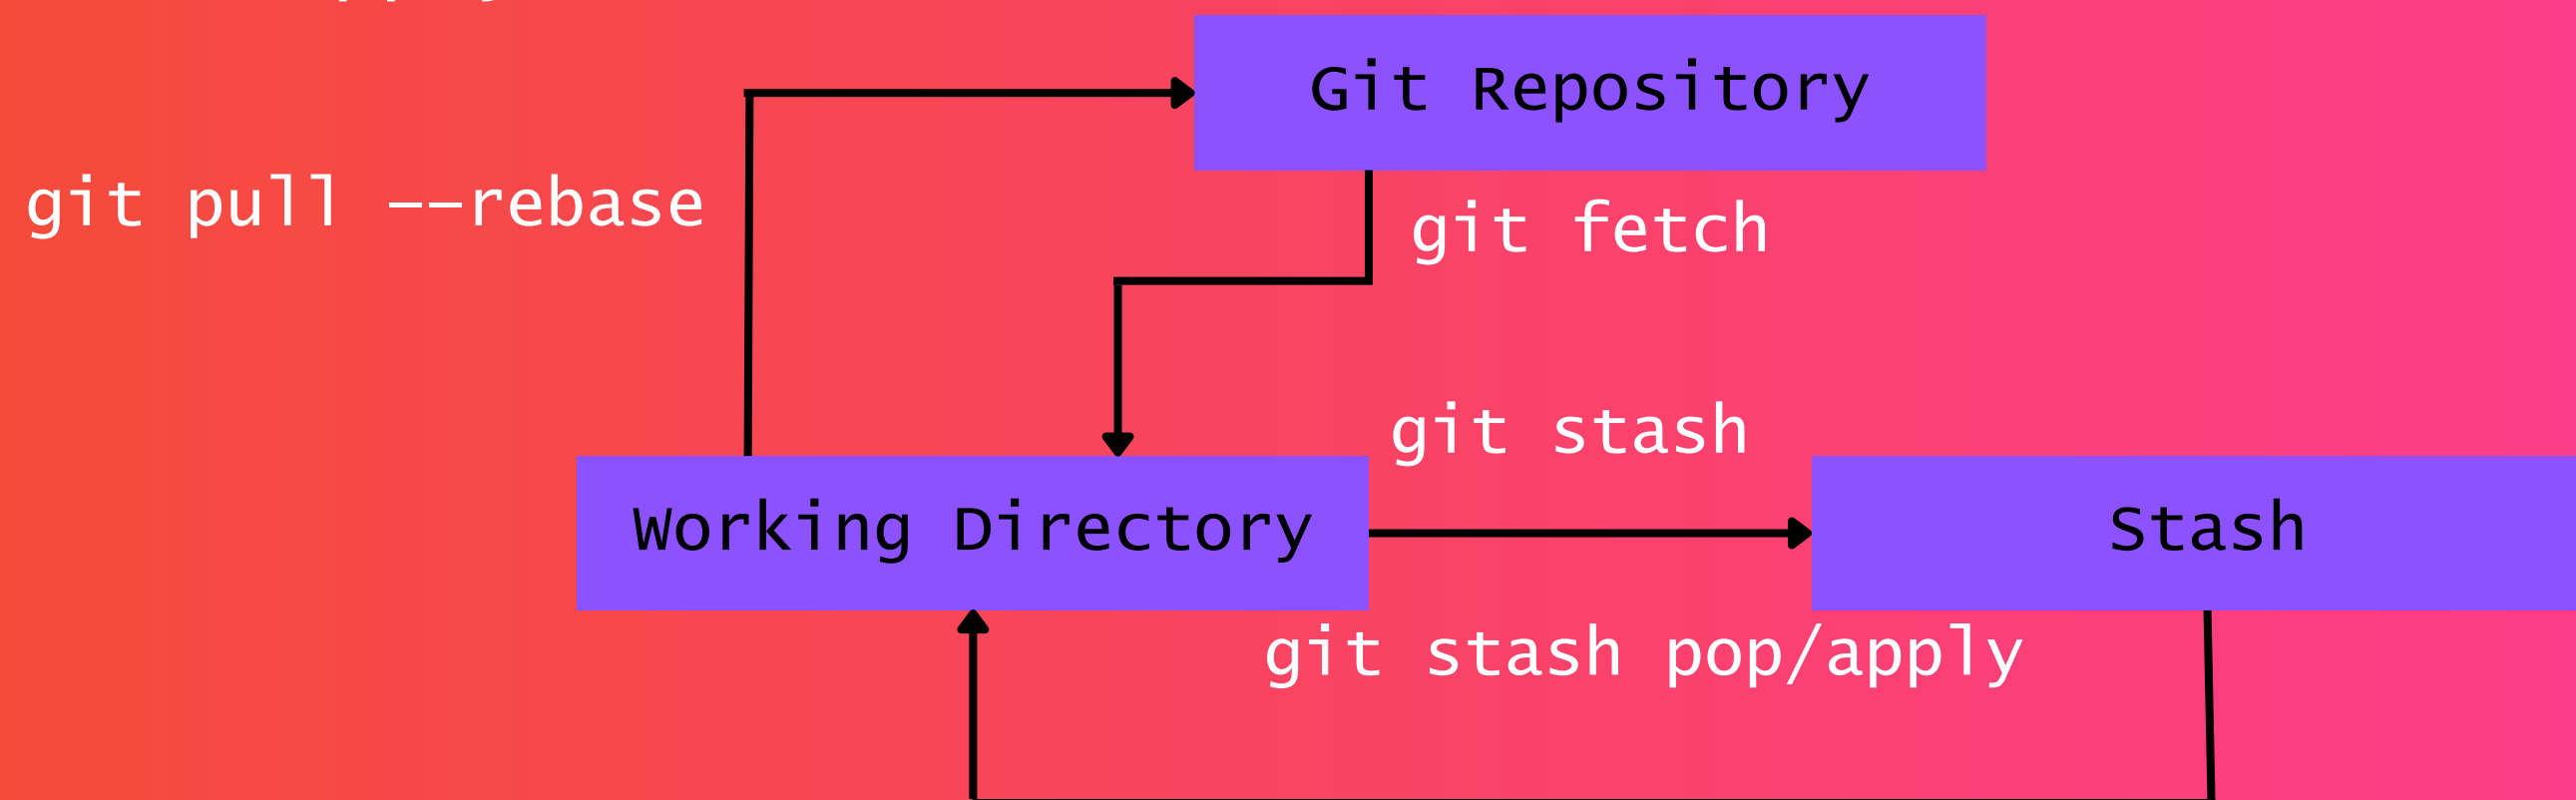 Git Repository
git pull --rebase
git fetch
git stash
Working Directory
Stash
git stash pop/apply